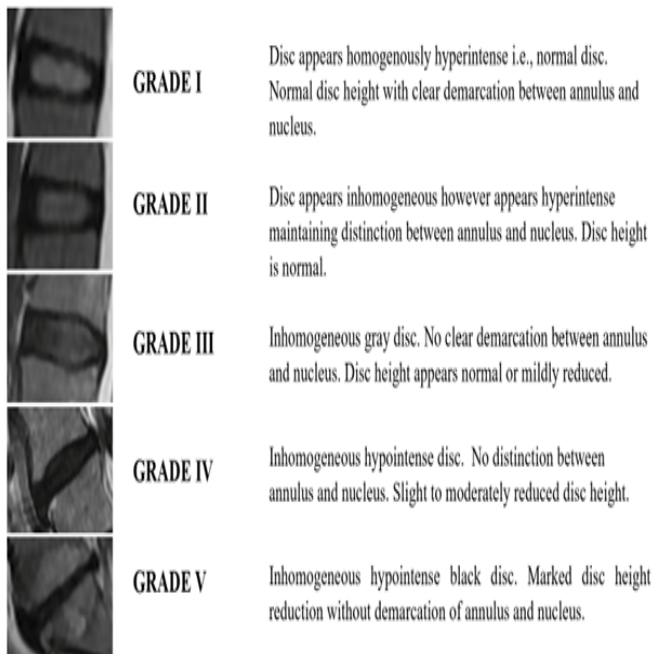 GRADE I
Disc appears homogenously hyperintense i.e., normal disc.
Normal disc height with clear demarcation between annulus and
nucleus.
GRADE II
Disc appears inhomogeneous however appears hyperintense
maintaining distinction between annulus and nucleus. Disc height
is normal.
GRADE III
Inhomogeneous gray disc. No clear demarcation between annulus
and nucleus. Disc height appears normal or mildly reduced.
GRADE IV
Inhomogeneous hypointense disc. No distinction between
annulus and nucleus. Slight to moderately reduced disc height.
GRADE V
Inhomogeneous hypointense black disc. Marked disc height
reduction without demarcation of annulus and nucleus.